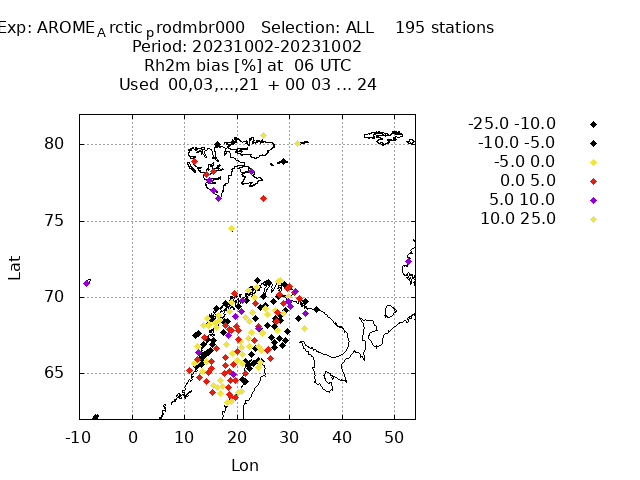 Exp: AROME_Arctic_prodmbr000 Selection: ALL 195 stations
Period: 20231002-20231002
Rh2m bias [%] at 06 UTC
Used 00,03,...,21 + 00 03 ... 24
-25.0 -10.0
-10.0 -5.0
-5.0 0.0
0.0 5.0
5.0 10.0
10.0 25.0
80
75
70
65
Lat
-10 0 10 20 30 40 50
Lon